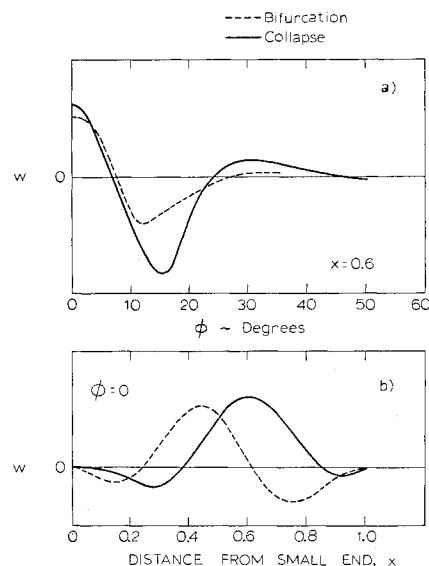 Bifurcation
Collapse
a)
w
0
x=0.6
0 10 20 30 40 50 60
ϕ ~ Degrees
ϕ=0
b)
w
0
0 0.2 0.4 0.6 0.8 1.0
DISTANCE FROM SMALL END, x